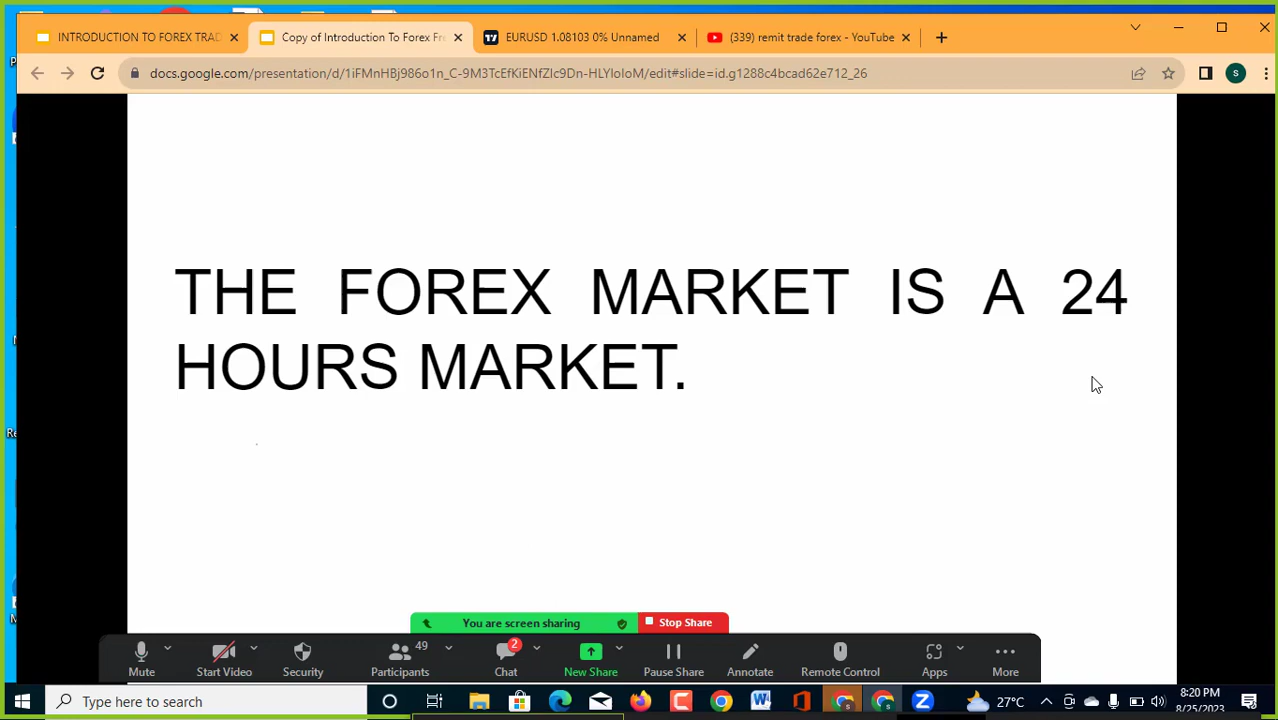 INTRODUCTION TO FOREX TRAD
Copy of Introduction To Forex Fre
EURUSD 1.08103 0% Unnamed
(339) remit trade forex - YouTube
docs.google.com/presentation/d/1iFMnHBj986o1n_C-9M3TcEfKiENfZIc9Dn-HLYIoIoM/edit#slide=id.g1288c4bcad62e712_26
S
THE FOREX MARKET IS A 24
HOURS MARKET.
You are screen sharing
Stop Share
49
2
Mute
Start Video
Security
Participants
Chat
New Share
Pause Share
Annotate
Remote Control
Apps
More
Type here to search
27°C
8:20 PM
8/25/2023